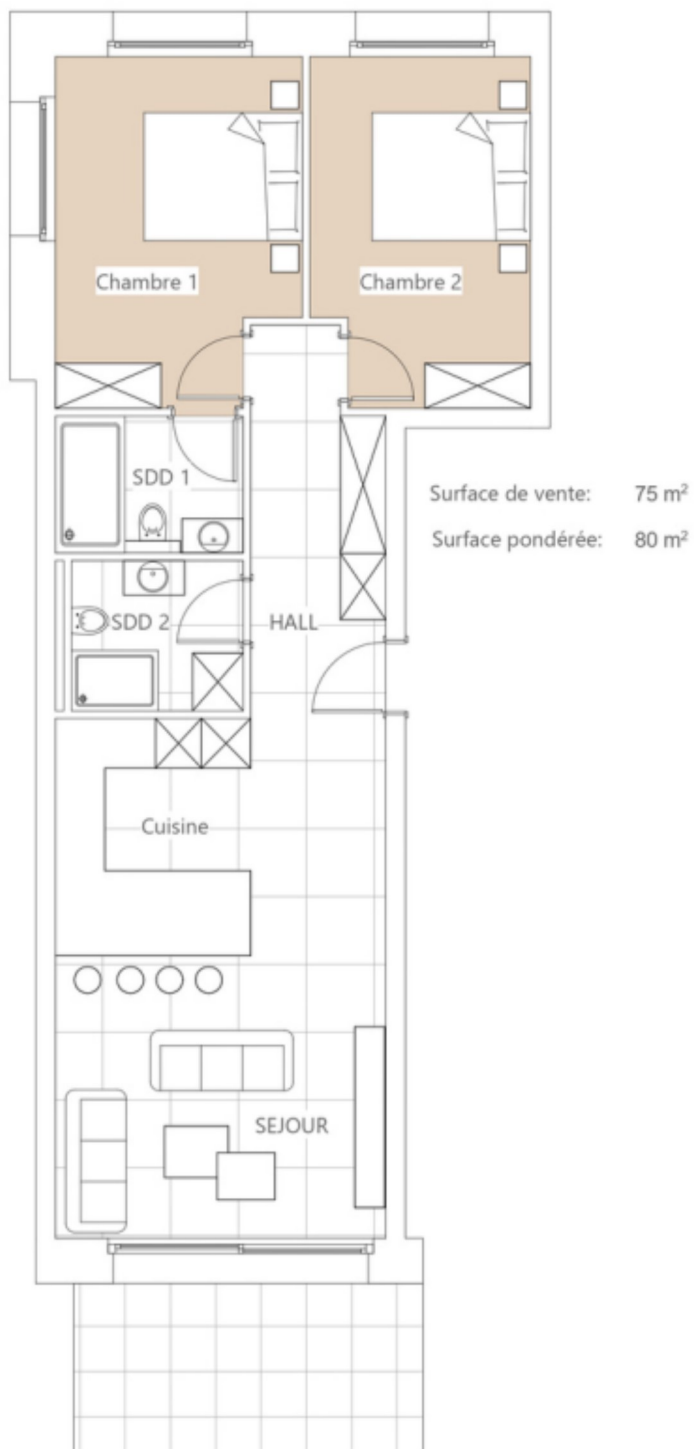 Chambre 1
Chambre 2
SDD 1
Surface de vente: 75 m²
Surface pondérée: 80 m²
SDD 2
HALL
Cuisine
SEJOUR